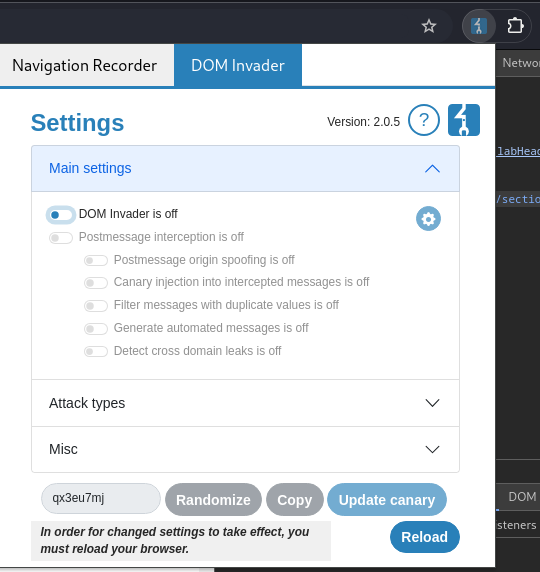 Navigation Recorder
DOM Invader
Netwo
Settings
Version: 2.0.5
?
Main settings
labHead
/sectio
DOM Invader is off
Postmessage interception is off
Postmessage origin spoofing is off
Canary injection into intercepted messages is off
Filter messages with duplicate values is off
Generate automated messages is off
Detect cross domain leaks is off
Attack types
Misc
qx3eu7mj
Randomize
Copy
Update canary
DOM
In order for changed settings to take effect, you
must reload your browser.
Reload
steners